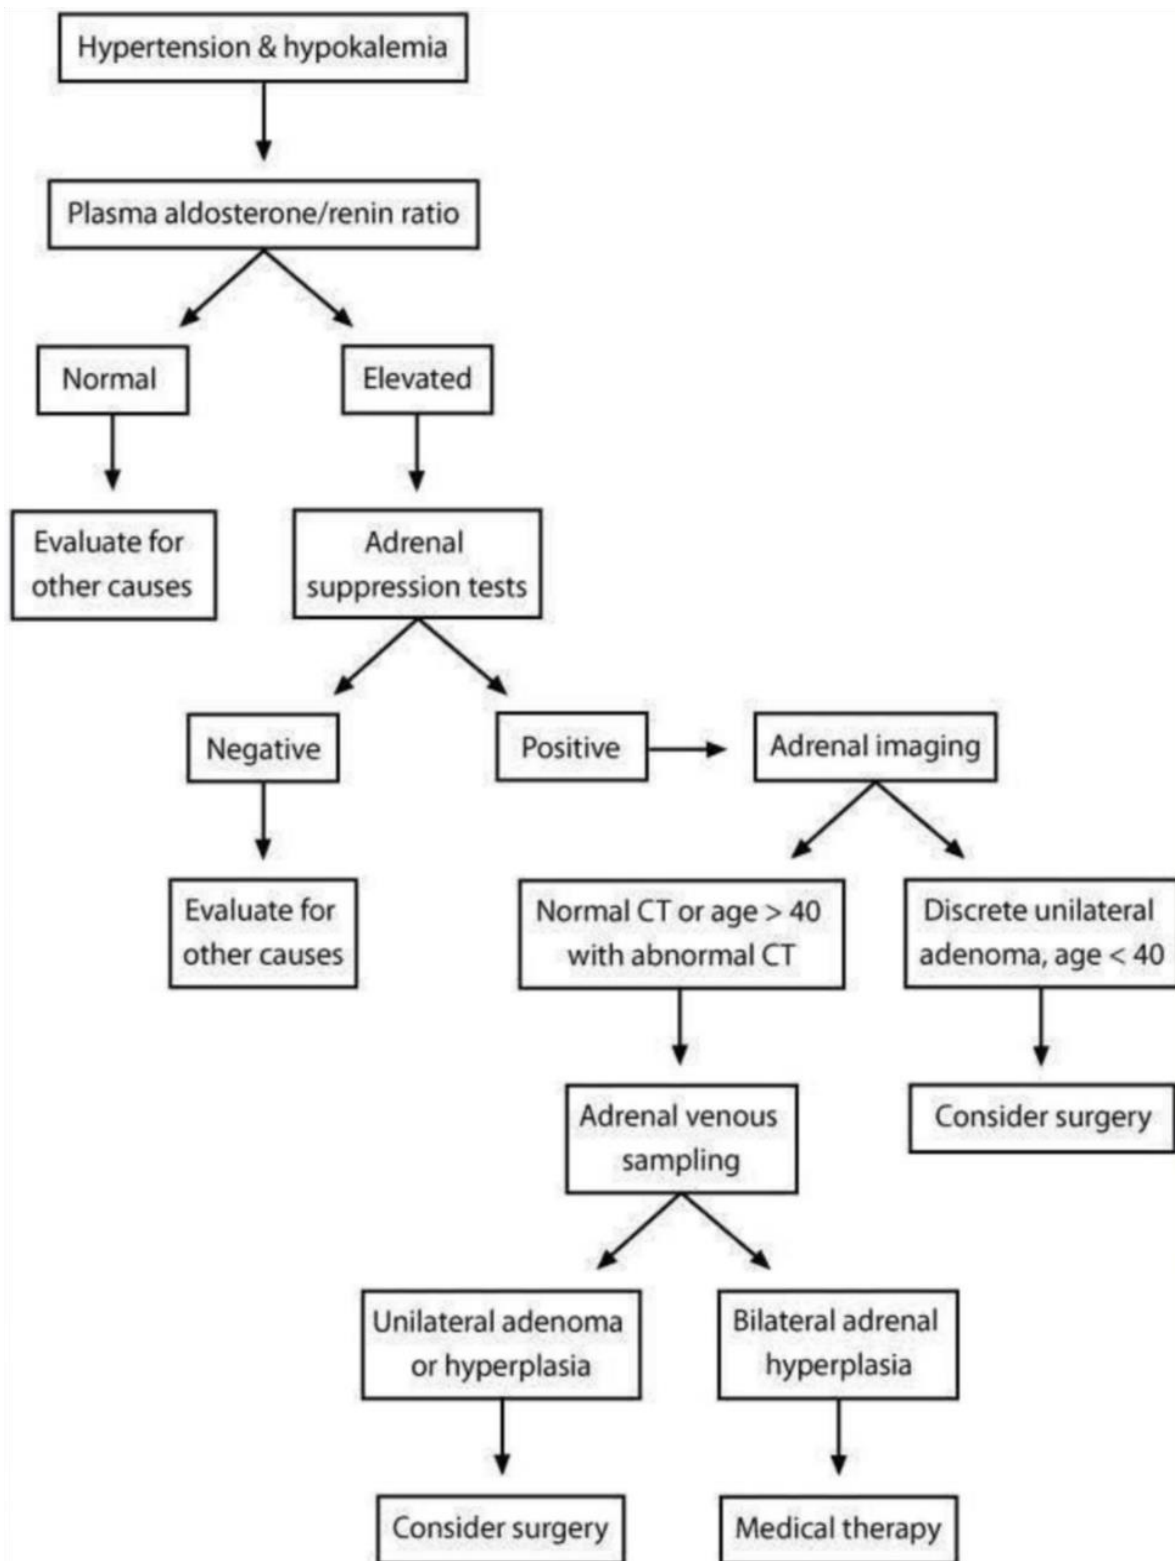 Hypertension & hypokalemia
Plasma aldosterone/renin ratio
Normal
Elevated
Evaluate for
other causes
Adrenal
suppression tests
Negative
Positive
Adrenal imaging
Evaluate for
other causes
Normal CT or age > 40
with abnormal CT
Discrete unilateral
adenoma, age < 40
Adrenal venous
sampling
Consider surgery
Unilateral adenoma
or hyperplasia
Bilateral adrenal
hyperplasia
Consider surgery
Medical therapy